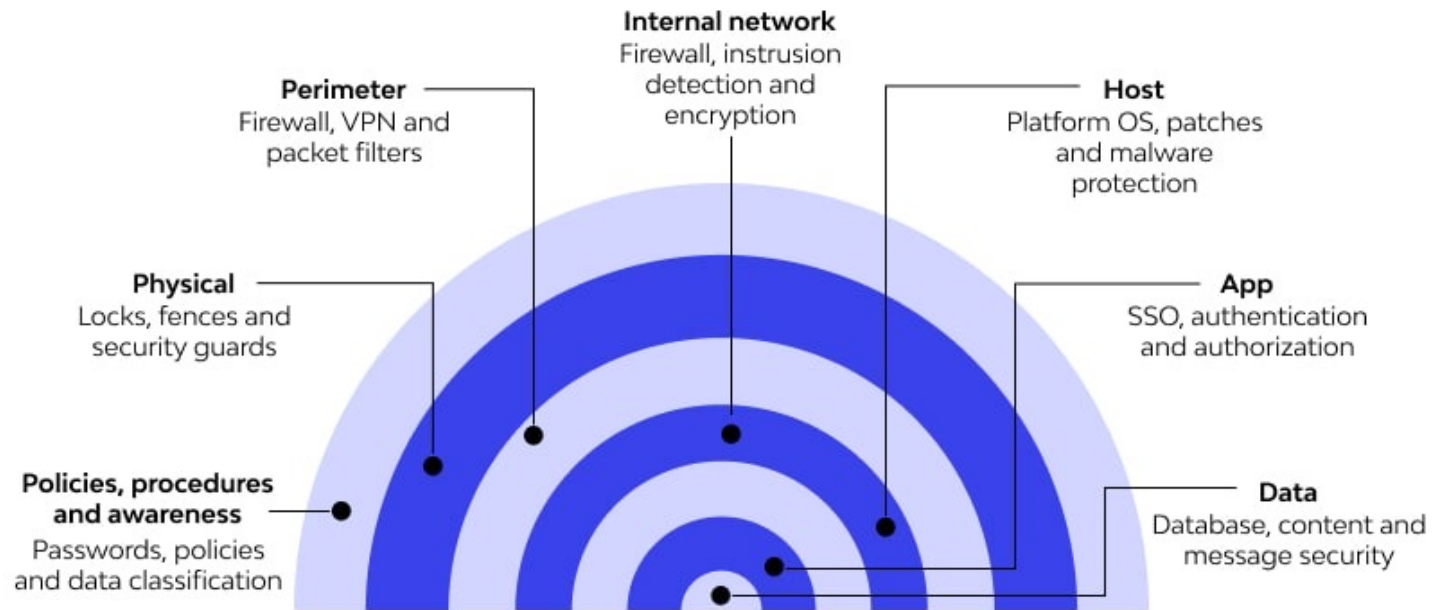 Internal network
Firewall, instrusion
detection and
encryption
Perimeter
Firewall, VPN and
packet filters
Host
Platform OS, patches
and malware
protection
Physical
Locks, fences and
security guards
App
SSO, authentication
and authorization
Policies, procedures
and awareness
Passwords, policies
and data classification
Data
Database, content and
message security